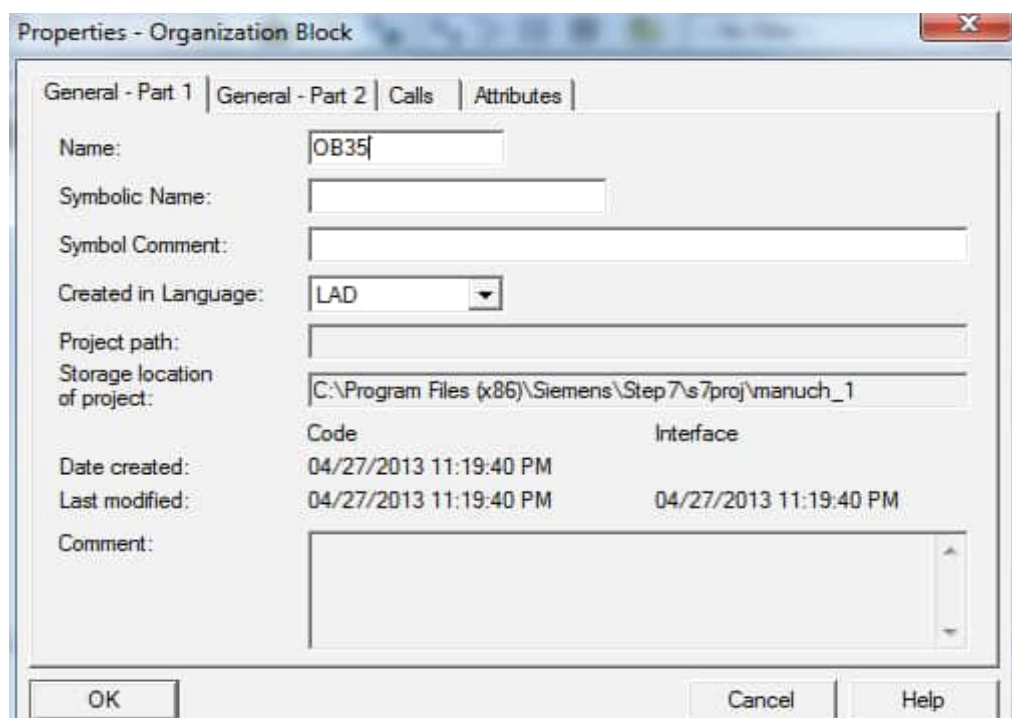 Properties - Organization Block
General - Part 1 General - Part 2 Calls Attributes
Name: OB35
Symbolic Name:
Symbol Comment:
Created in Language: LAD
Project path:
Storage location
of project: C:\Program Files (x86)\Siemens\Step7\s7proj\manuch_1
Code Interface
Date created: 04/27/2013 11:19:40 PM
Last modified: 04/27/2013 11:19:40 PM 04/27/2013 11:19:40 PM
Comment:
OK Cancel Help